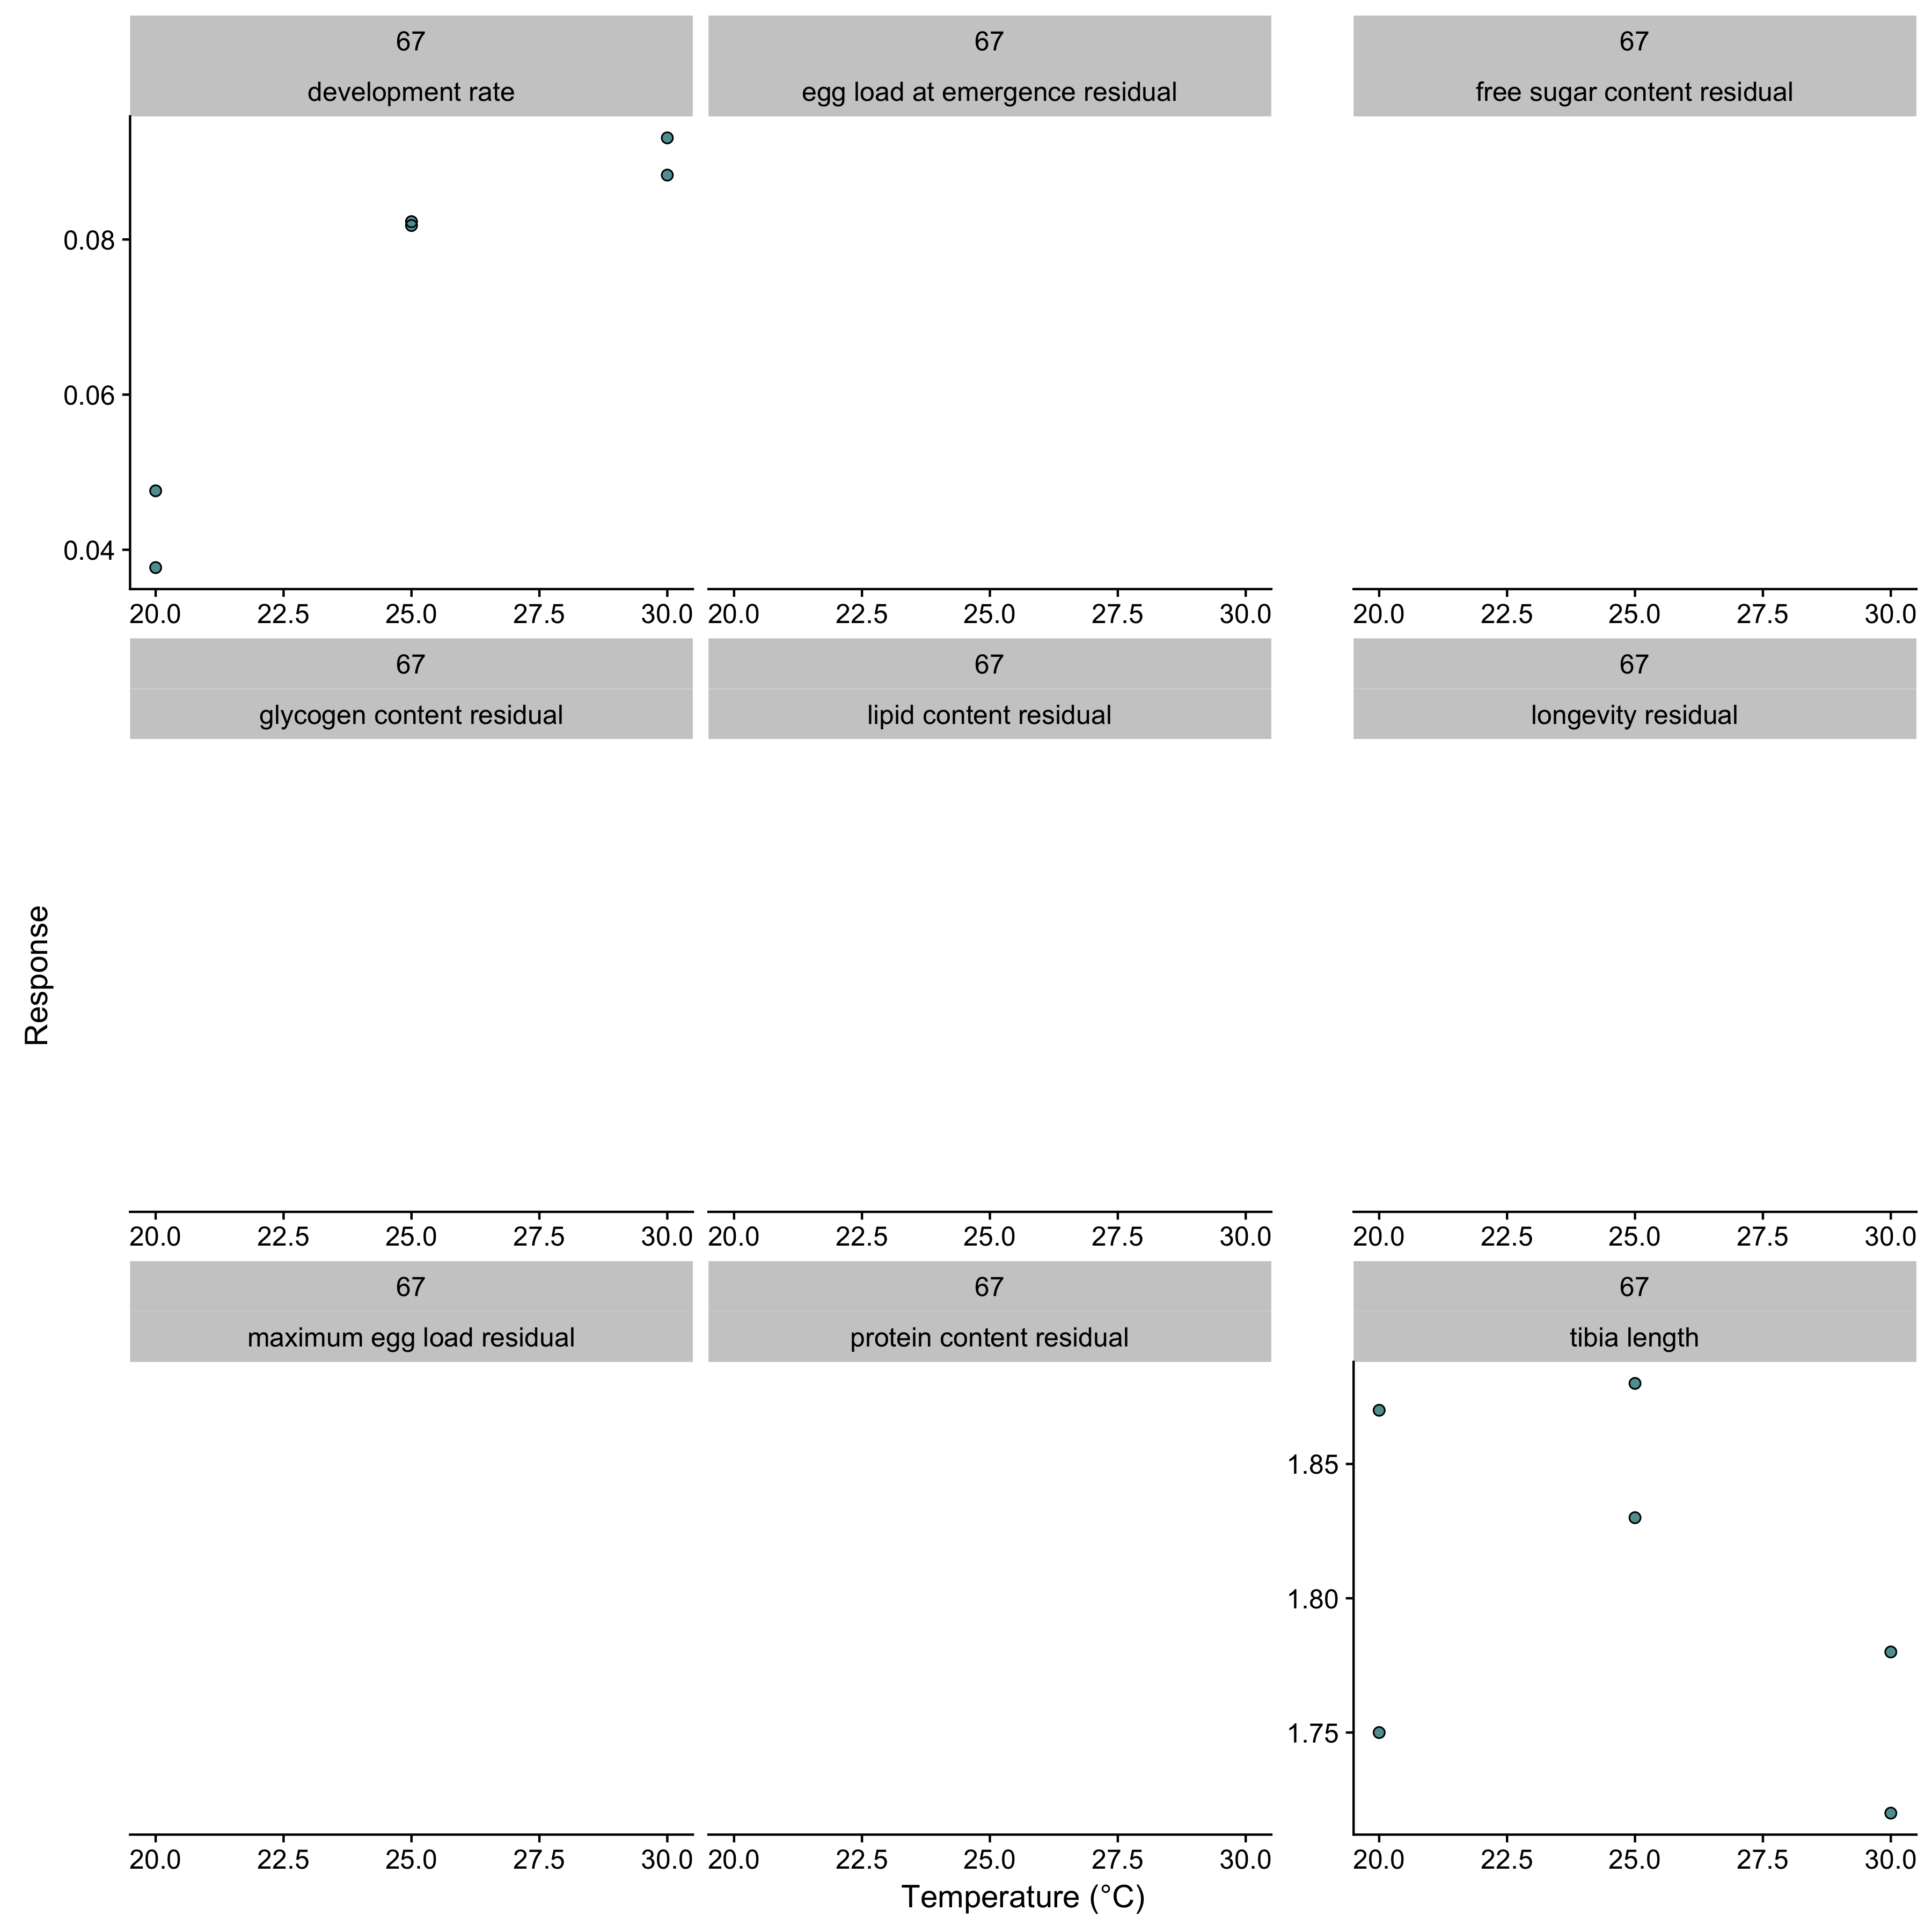 67 67 67
development rate egg load at emergence residual free sugar content residual
0.08
0.06
0.04
20.0 22.5 25.0 27.5 30.0 20.0 22.5 25.0 27.5 30.0 20.0 22.5 25.0 27.5 30.0
67 67 67
glycogen content residual lipid content residual longevity residual
Response
20.0 22.5 25.0 27.5 30.0 20.0 22.5 25.0 27.5 30.0 20.0 22.5 25.0 27.5 30.0
67 67 67
maximum egg load residual protein content residual tibia length
1.85
1.80
1.75
20.0 22.5 25.0 27.5 30.0 20.0 22.5 25.0 27.5 30.0 20.0 22.5 25.0 27.5 30.0
Temperature (°C)